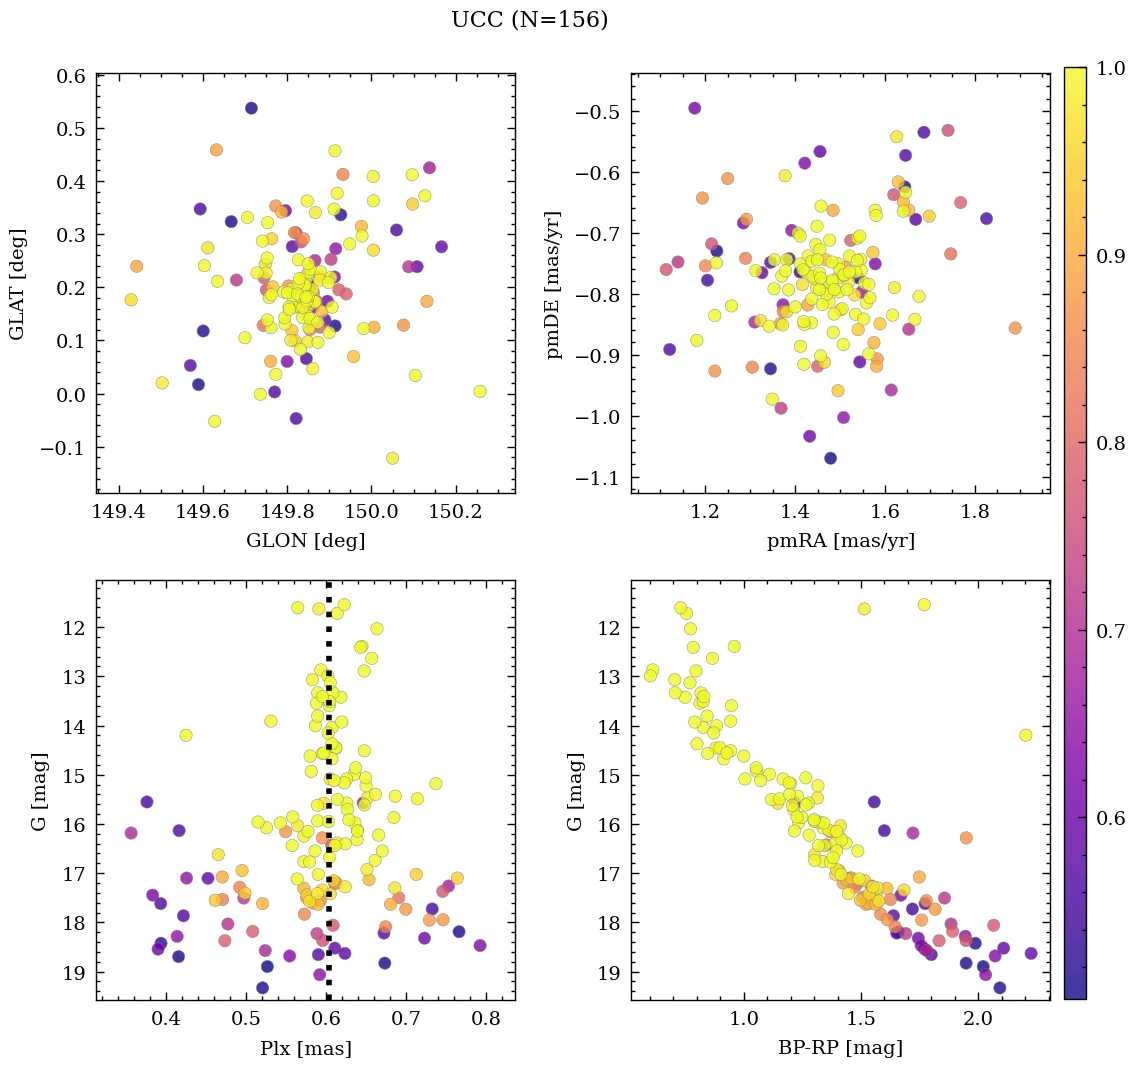 UCC (N=156)
0.6
0.5
0.4
0.3
0.2
0.1
0.0
−0.1
GLAT [deg]
149.4 149.6 149.8 150.0 150.2
GLON [deg]
−0.5
−0.6
−0.7
−0.8
−0.9
−1.0
−1.1
pmDE [mas/yr]
1.2 1.4 1.6 1.8
pmRA [mas/yr]
12
13
14
15
16
17
18
19
G [mag]
0.4 0.5 0.6 0.7 0.8
Plx [mas]
12
13
14
15
16
17
18
19
G [mag]
1.0 1.5 2.0
BP-RP [mag]
1.0
0.9
0.8
0.7
0.6